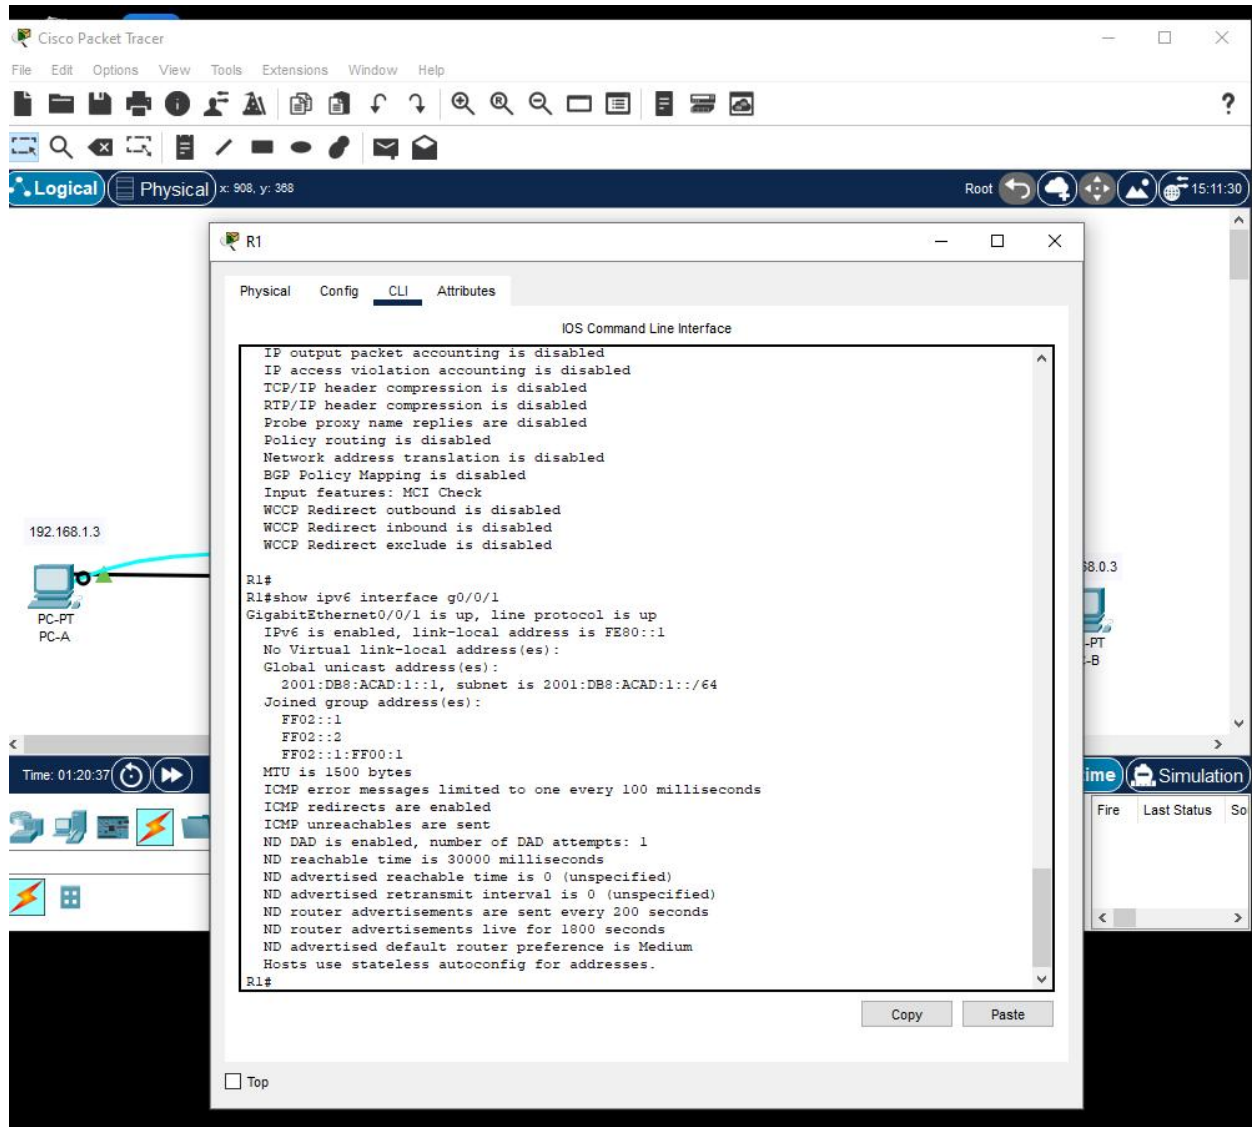 Cisco Packet Tracer
File Edit Options View Tools Extensions Window Help
?
Logical Physical x: 908, y: 368 Root 15:11:30
R1
Physical Config CLI Attributes
IOS Command Line Interface
IP output packet accounting is disabled
IP access violation accounting is disabled
TCP/IP header compression is disabled
RTP/IP header compression is disabled
Probe proxy name replies are disabled
Policy routing is disabled
Network address translation is disabled
BGP Policy Mapping is disabled
Input features: MCI Check
WCCP Redirect outbound is disabled
WCCP Redirect inbound is disabled
WCCP Redirect exclude is disabled
R1#
R1#show ipv6 interface g0/0/1
GigabitEthernet0/0/1 is up, line protocol is up
IPv6 is enabled, link-local address is FE80::1
No Virtual link-local address(es):
Global unicast address(es):
2001:DB8:ACAD:1::1, subnet is 2001:DB8:ACAD:1::/64
Joined group address(es):
FF02::1
FF02::2
FF02::1:FF00:1
MTU is 1500 bytes
ICMP error messages limited to one every 100 milliseconds
ICMP redirects are enabled
ICMP unreachables are sent
ND DAD is enabled, number of DAD attempts: 1
ND reachable time is 30000 milliseconds
ND advertised reachable time is 0 (unspecified)
ND advertised retransmit interval is 0 (unspecified)
ND router advertisements are sent every 200 seconds
ND router advertisements live for 1800 seconds
ND advertised default router preference is Medium
Hosts use stateless autoconfig for addresses.
R1#
Copy Paste
Top
192.168.1.3
PC-PT
PC-A
68.0.3
-PT
-B
Time: 01:20:37
ime Simulation
Fire Last Status So